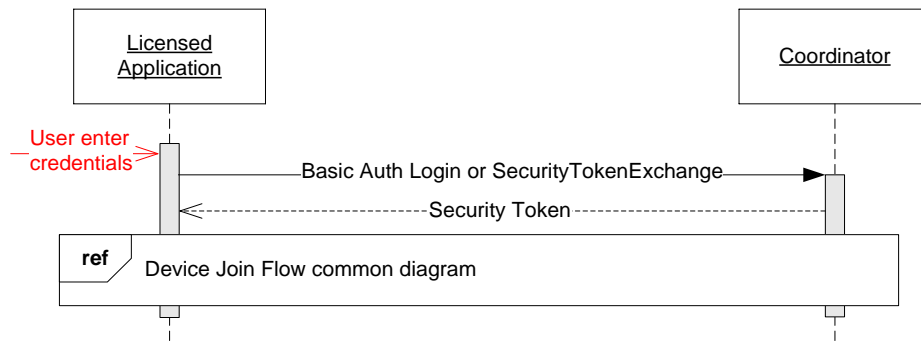 Licensed
Application
Coordinator
User enter
credentials
Basic Auth Login or SecurityTokenExchange
Security Token
ref
Device Join Flow common diagram